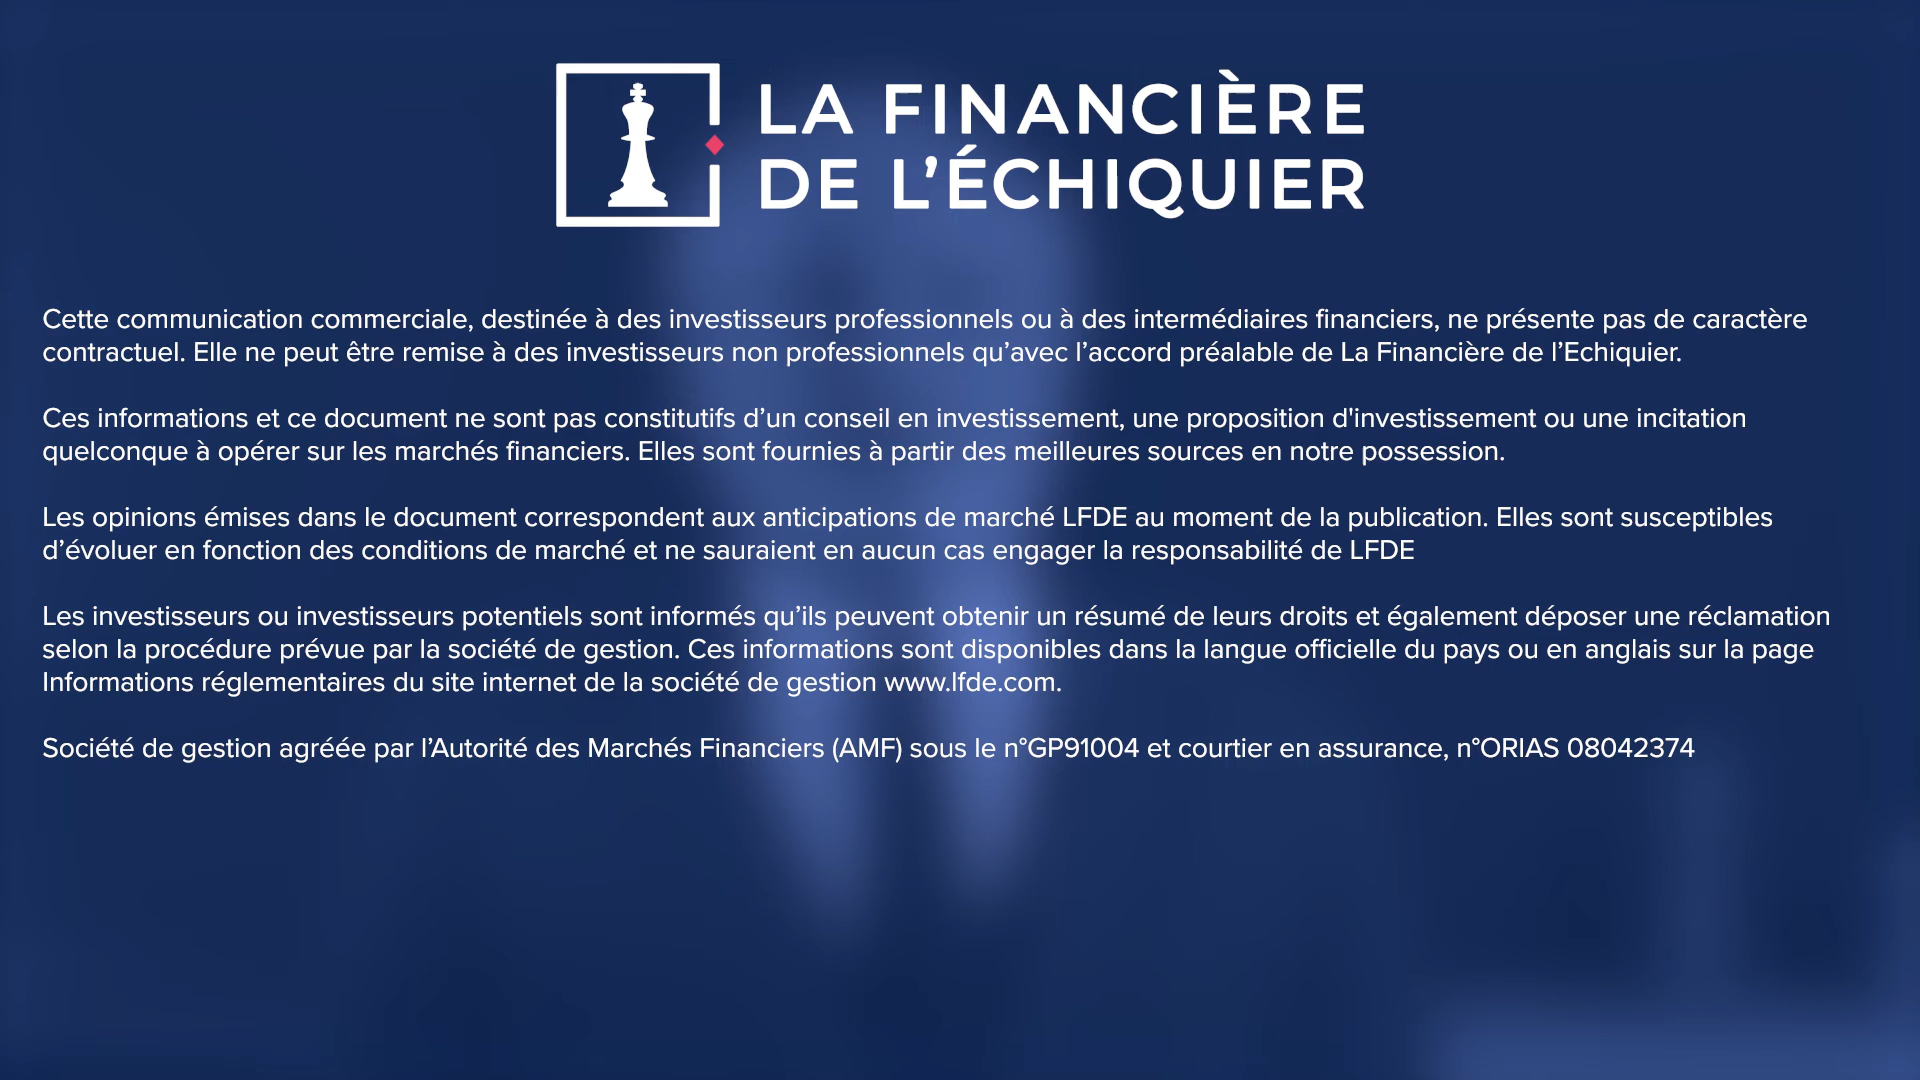 LA FINANCIÈRE
DE L’ÉCHIQUIER
Cette communication commerciale, destinée à des investisseurs professionnels ou à des intermédiaires financiers, ne présente pas de caractère
contractuel. Elle ne peut être remise à des investisseurs non professionnels qu’avec l’accord préalable de La Financière de l’Echiquier.
Ces informations et ce document ne sont pas constitutifs d’un conseil en investissement, une proposition d'investissement ou une incitation
quelconque à opérer sur les marchés financiers. Elles sont fournies à partir des meilleures sources en notre possession.
Les opinions émises dans le document correspondent aux anticipations de marché LFDE au moment de la publication. Elles sont susceptibles
d’évoluer en fonction des conditions de marché et ne sauraient en aucun cas engager la responsabilité de LFDE
Les investisseurs ou investisseurs potentiels sont informés qu’ils peuvent obtenir un résumé de leurs droits et également déposer une réclamation
selon la procédure prévue par la société de gestion. Ces informations sont disponibles dans la langue officielle du pays ou en anglais sur la page
Informations réglementaires du site internet de la société de gestion www.lfde.com.
Société de gestion agréée par l’Autorité des Marchés Financiers (AMF) sous le n°GP91004 et courtier en assurance, n°ORIAS 08042374